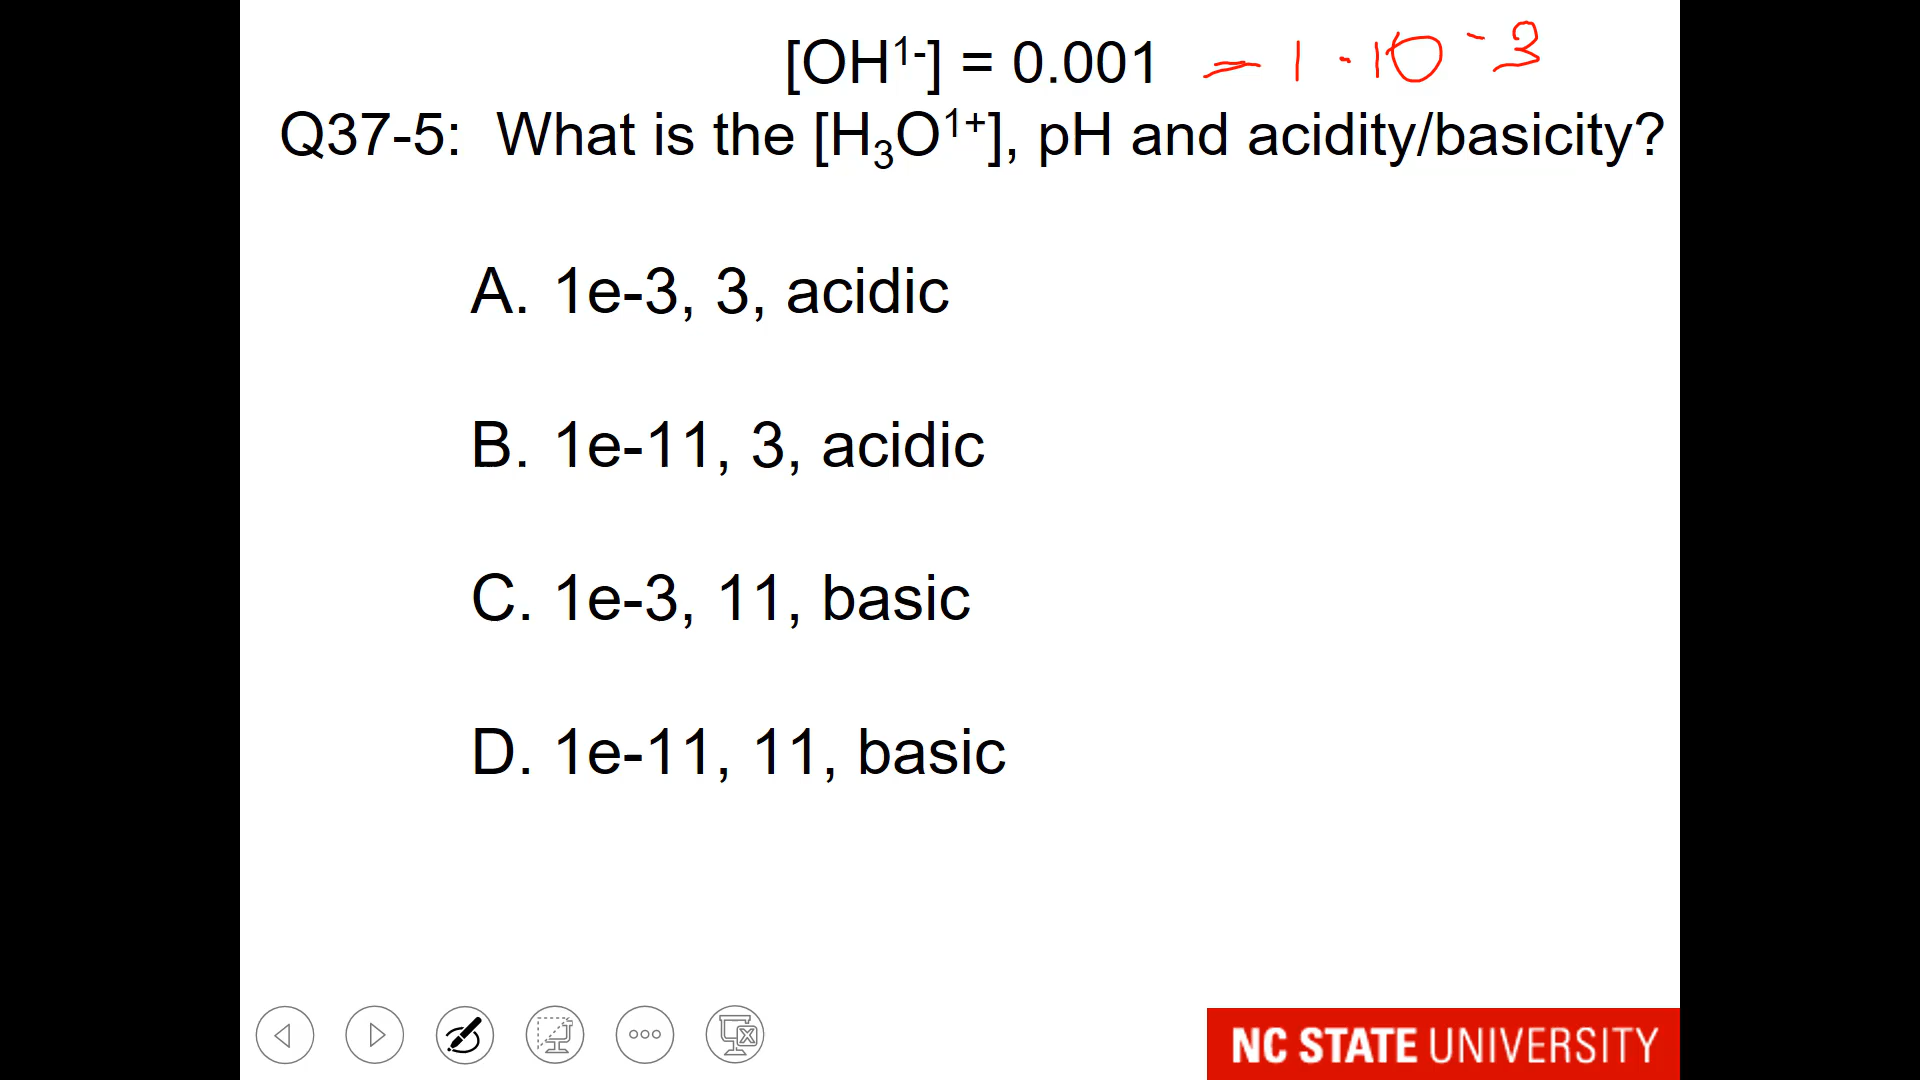 [OH¹⁻] = 0.001 = 1 · 10⁻³
Q37-5: What is the [H₃O¹⁺], pH and acidity/basicity?
A. 1e-3, 3, acidic
B. 1e-11, 3, acidic
C. 1e-3, 11, basic
D. 1e-11, 11, basic
NC STATE UNIVERSITY